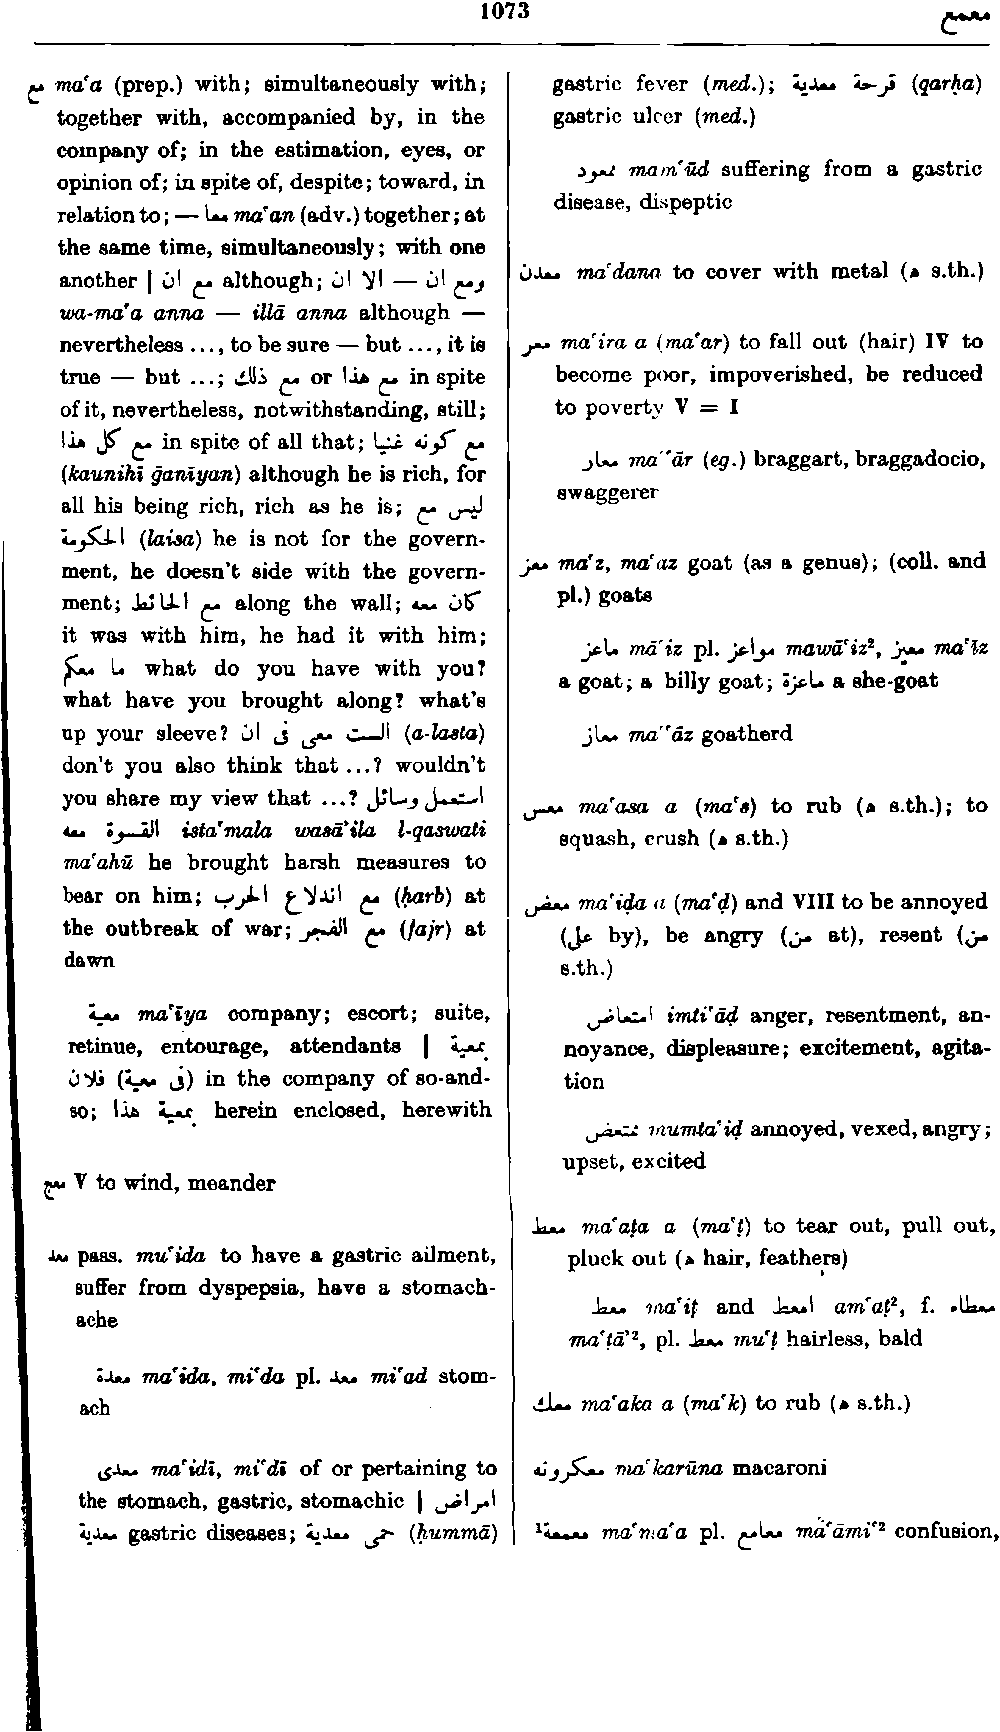 1073
معمع
مع maʿa (prep.) with; simultaneously with;
together with, accompanied by, in the
company of; in the estimation, eyes, or
opinion of; in spite of, despite; toward, in
relation to; — معا maʿan (adv.) together; at
the same time, simultaneously; with one
another | مع ان although; ومع ان — الا ان
wa-maʿa anna — illā anna although —
nevertheless ..., to be sure — but ..., it is
true — but ...; مع ذلك or مع هذا in spite
of it, nevertheless, notwithstanding, still;
مع كل هذا in spite of all that; مع كونه غنيا
(kaunihī ḡanīyan) although he is rich, for
all his being rich, rich as he is; ليس مع
الحكومة (laisa) he is not for the govern-
ment, he doesn't side with the govern-
ment; مع الحائط along the wall; كان معه
it was with him, he had it with him;
ما معكم what do you have with you?
what have you brought along? what's
up your sleeve? الست معى فى ان (a-lasta)
don't you also think that ...? wouldn't
you share my view that ...? استعمل وسائل
القسوة معه istaʿmala wasāʾila l-qaswati
maʿahū he brought harsh measures to
bear on him; مع اندلاع الحرب (ḥarb) at
the outbreak of war; مع الفجر (fajr) at
dawn
معية maʿīya company; escort; suite,
retinue, entourage, attendants | بمعية
(فى معية) فلان in the company of so-and-
so; بمعية هذا herein enclosed, herewith
معج V to wind, meander
معد pass. muʿida to have a gastric ailment,
suffer from dyspepsia, have a stomach-
ache
معدة maʿida, miʿda pl. معد miʿad stom-
ach
معدى maʿidī, miʿdī of or pertaining to
the stomach, gastric, stomachic | امراض
معدية gastric diseases; حمى معدية (ḥummā)
gastric fever (med.); قرحة معدية (qarḥa)
gastric ulcer (med.)
ممعود mamʿūd suffering from a gastric
disease, dispeptic
معدن maʿdana to cover with metal (ه s.th.)
معر maʿira a (maʿar) to fall out (hair) IV to
become poor, impoverished, be reduced
to poverty V = I
معار maʿʿār (eg.) braggart, braggadocio,
swaggerer
معز maʿz, maʿaz goat (as a genus); (coll. and
pl.) goats
ماعز māʿiz pl. مواعز mawāʿiz², معيز maʿīz
a goat; a billy goat; ماعزة a she-goat
معاز maʿʿāz goatherd
معس maʿasa a (maʿs) to rub (ه s.th.); to
squash, crush (ه s.th.)
معض maʿiḍa a (maʿḍ) and VIII to be annoyed
(على by), be angry (من at), resent (من
s.th.)
امتعاض imtiʿāḍ anger, resentment, an-
noyance, displeasure; excitement, agita-
tion
ممتعض mumtaʿiḍ annoyed, vexed, angry;
upset, excited
معط maʿaṭa a (maʿṭ) to tear out, pull out,
pluck out (ه hair, feathers)
معط maʿiṭ and امعط amʿaṭ², f. معطاء
maʿṭāʾ², pl. معط muʿṭ hairless, bald
معك maʿaka a (maʿk) to rub (ه s.th.)
معكرونه maʿkarūna macaroni
¹معمعة maʿmaʿa pl. معامع maʿāmiʿ² confusion,